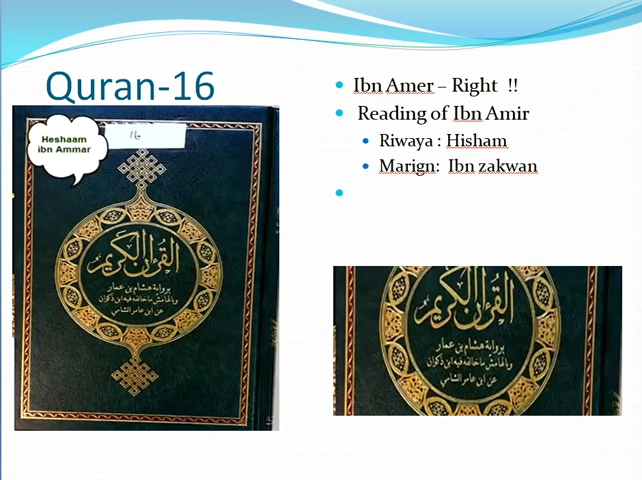 Quran-16
Ibn Amer – Right !!
Reading of Ibn Amir
Riwaya : Hisham
Marign: Ibn zakwan
Heshaam
ibn Ammar
القرآن الكريم
برواية هشام بن عمار
وبالهامش ما خالفه فيه ابن ذكوان
عن ابن عامر الشامي
القرآن الكريم
برواية هشام بن عمار
وبالهامش ما خالفه فيه ابن ذكوان
عن ابن عامر الشامي